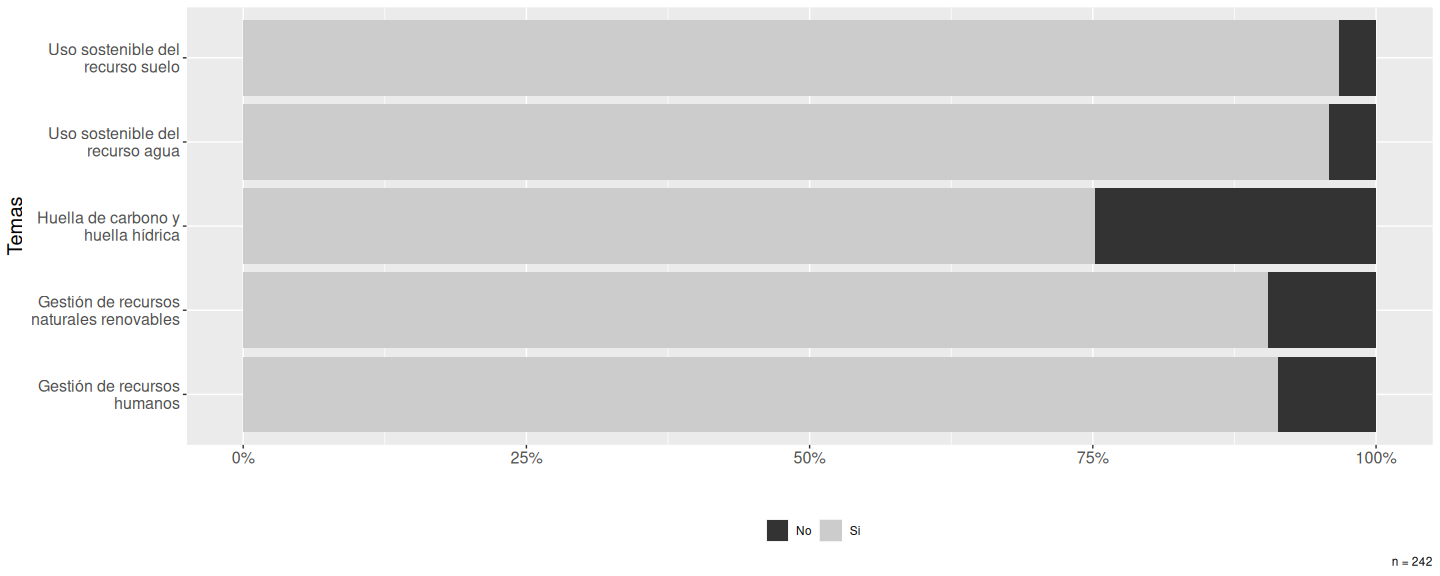 Temas
Uso sostenible del
recurso suelo
Uso sostenible del
recurso agua
Huella de carbono y
huella hídrica
Gestión de recursos
naturales renovables
Gestión de recursos
humanos
0% 25% 50% 75% 100%
No Si
n = 242